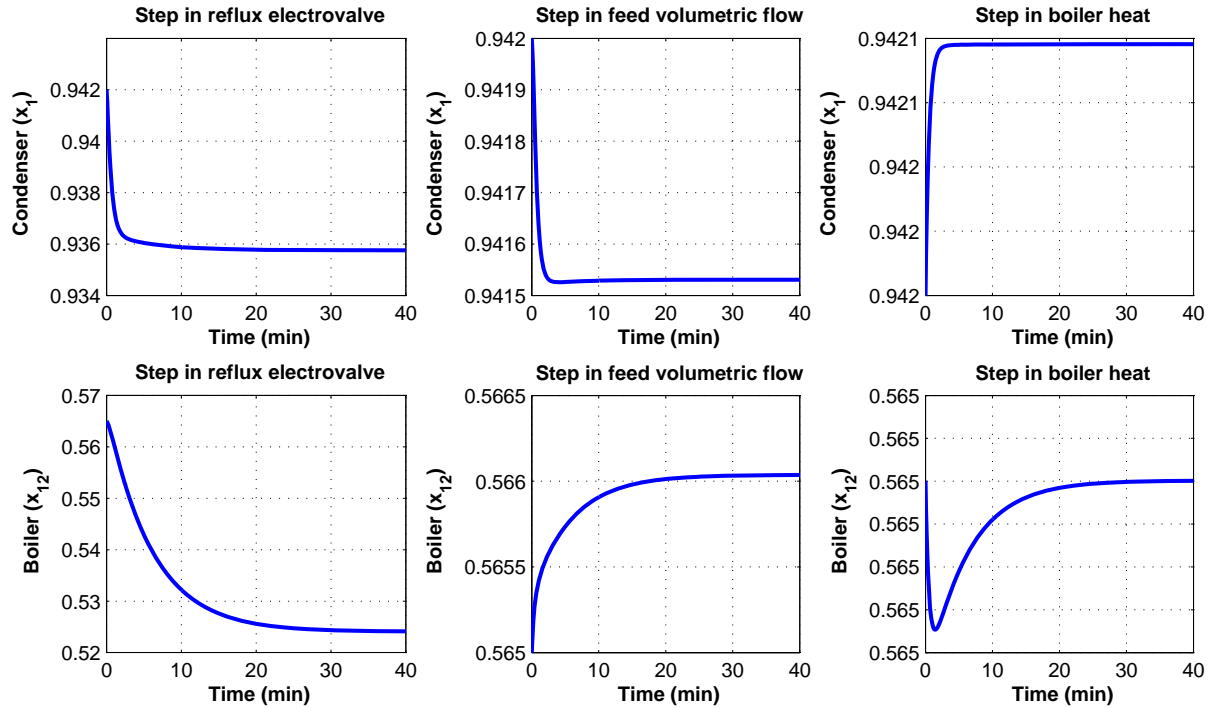 Step in reflux electrovalve
Condenser (x1)
0.942
0.94
0.938
0.936
0.934
0 10 20 30 40
Time (min)
Step in feed volumetric flow
Condenser (x1)
0.942
0.9419
0.9418
0.9417
0.9416
0.9415
0 10 20 30 40
Time (min)
Step in boiler heat
Condenser (x1)
0.9421
0.9421
0.942
0.942
0.942
0 10 20 30 40
Time (min)
Step in reflux electrovalve
Boiler (x12)
0.57
0.56
0.55
0.54
0.53
0.52
0 10 20 30 40
Time (min)
Step in feed volumetric flow
Boiler (x12)
0.5665
0.566
0.5655
0.565
0 10 20 30 40
Time (min)
Step in boiler heat
Boiler (x12)
0.565
0.565
0.565
0.565
0.565
0.565
0.565
0 10 20 30 40
Time (min)